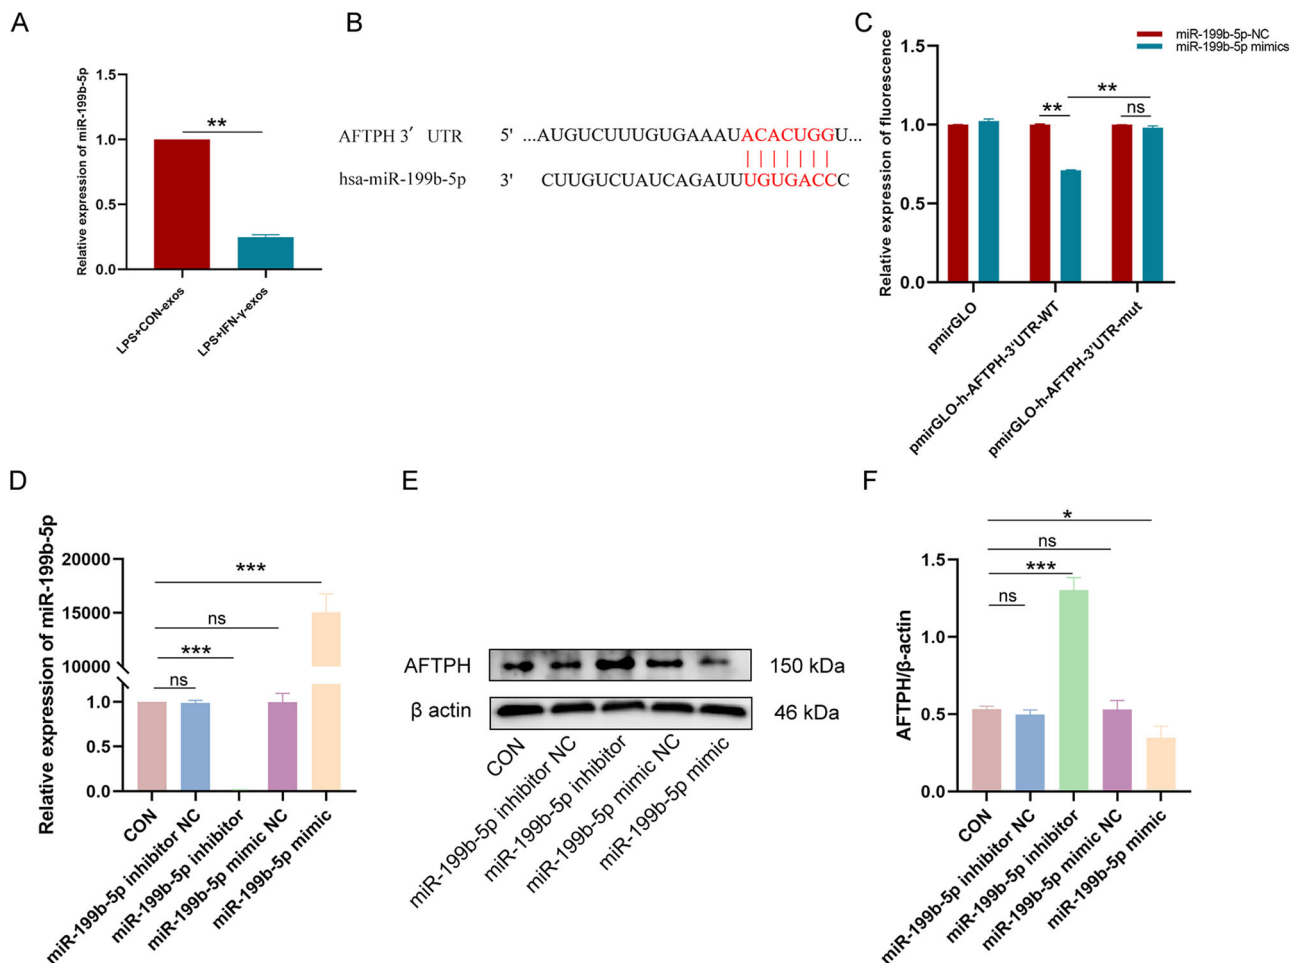 A
Relative expression of miR-199b-5p
1.5
1.0
0.5
0.0
**
LPS+CON-exos
LPS+IFN-γ-exos
B
AFTPH 3′ UTR 5' ...AUGUCUUUGUGAAAUACACUGGU...
hsa-miR-199b-5p 3' CUUGUCUAUCAGAUUUGUGACCC
C
miR-199b-5p-NC
miR-199b-5p mimics
Relative expression of fluorescence
1.5
1.0
0.5
0.0
**
**
ns
pmirGLO
pmirGLO-h-AFTPH-3'UTR-WT
pmirGLO-h-AFTPH-3'UTR-mut
D
Relative expression of miR-199b-5p
20000
15000
10000
1.0
0.5
0.0
***
ns
***
ns
CON
miR-199b-5p inhibitor NC
miR-199b-5p inhibitor
miR-199b-5p mimic NC
miR-199b-5p mimic
E
AFTPH 150 kDa
β actin 46 kDa
CON
miR-199b-5p inhibitor NC
miR-199b-5p inhibitor
miR-199b-5p mimic NC
miR-199b-5p mimic
F
AFTPH/β-actin
1.5
1.0
0.5
0.0
*
ns
***
ns
CON
miR-199b-5p inhibitor NC
miR-199b-5p inhibitor
miR-199b-5p mimic NC
miR-199b-5p mimic